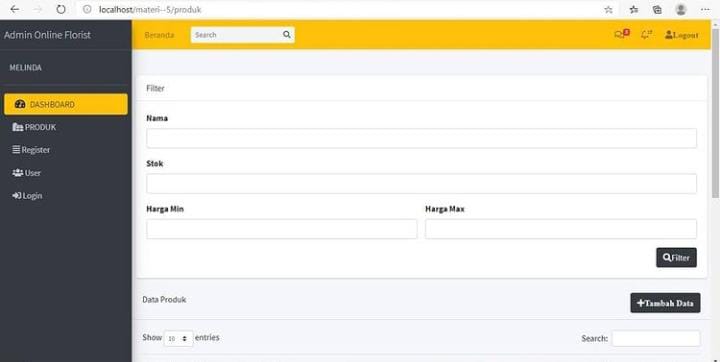 localhost/materi--5/produk
Admin Online Florist
Beranda
Search
Logout
MELINDA
DASHBOARD
PRODUK
Register
User
Login
Filter
Nama
Stok
Harga Min Harga Max
Filter
Data Produk
+Tambah Data
Show 10 entries
Search: